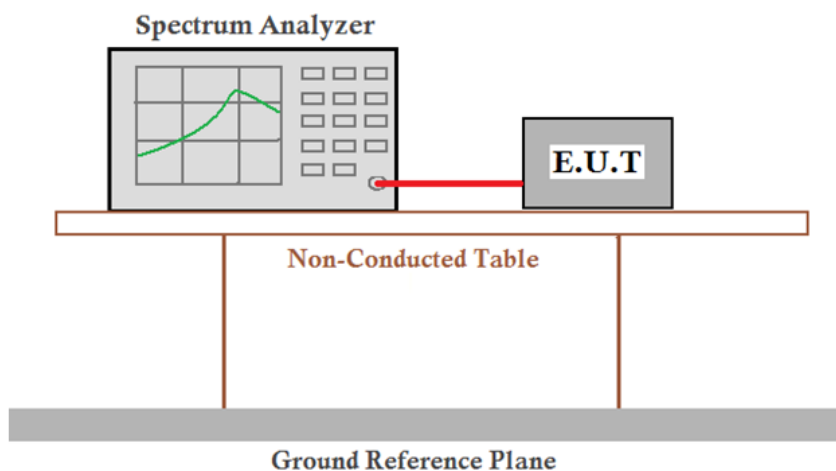 Spectrum Analyzer
E.U.T
Non-Conducted Table
Ground Reference Plane